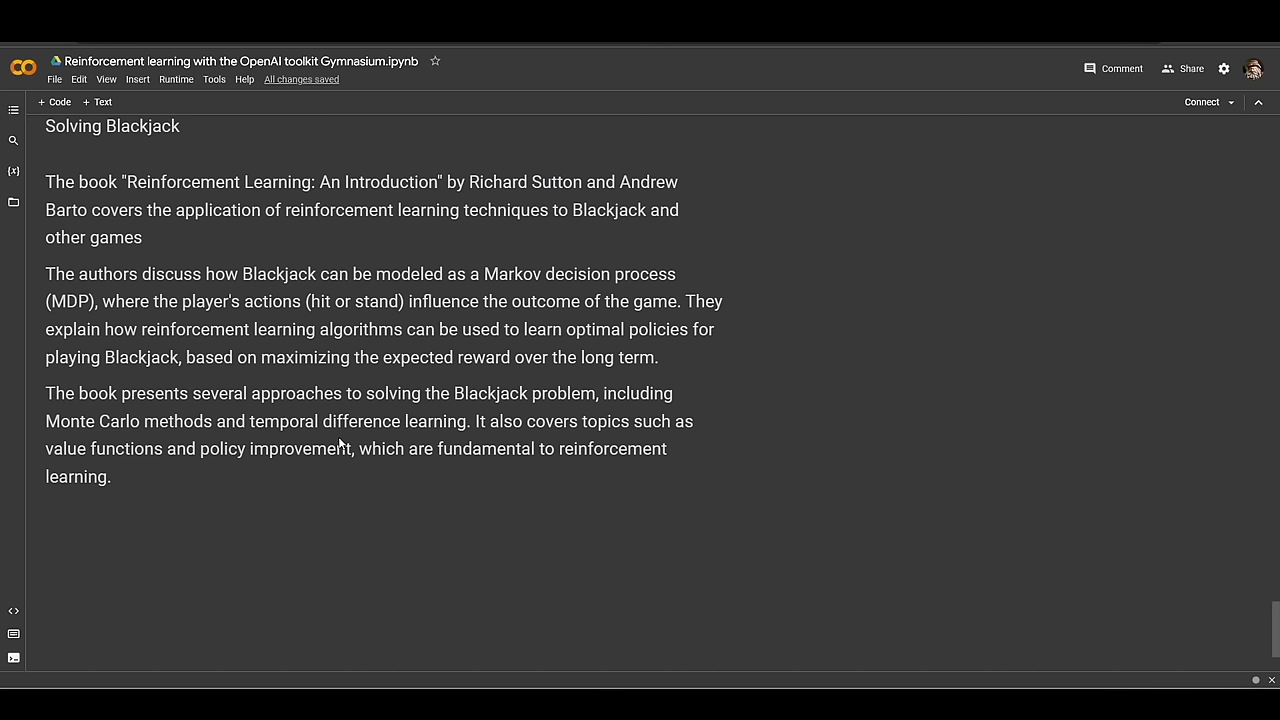 Reinforcement learning with the OpenAI toolkit Gymnasium.ipynb
File Edit View Insert Runtime Tools Help All changes saved
Comment Share
+ Code + Text
Connect
{x}
Solving Blackjack
The book "Reinforcement Learning: An Introduction" by Richard Sutton and Andrew
Barto covers the application of reinforcement learning techniques to Blackjack and
other games
The authors discuss how Blackjack can be modeled as a Markov decision process
(MDP), where the player's actions (hit or stand) influence the outcome of the game. They
explain how reinforcement learning algorithms can be used to learn optimal policies for
playing Blackjack, based on maximizing the expected reward over the long term.
The book presents several approaches to solving the Blackjack problem, including
Monte Carlo methods and temporal difference learning. It also covers topics such as
value functions and policy improvement, which are fundamental to reinforcement
learning.